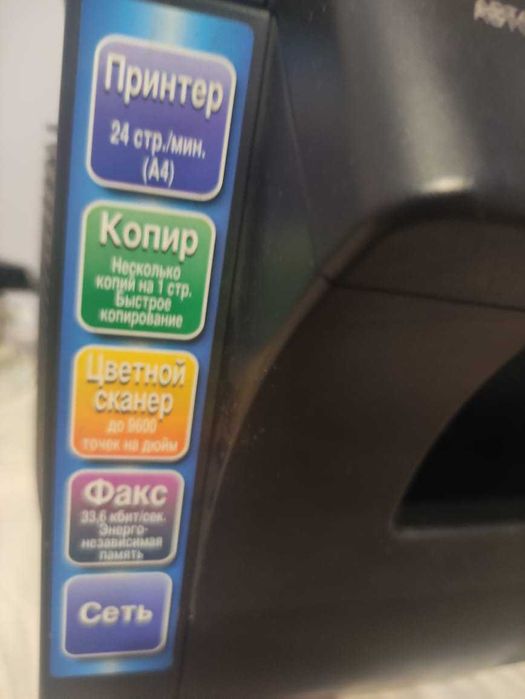 Принтер
24 стр./мин.
(А4)
Копир
Несколько
копий на 1 стр.
Быстрое
копирование
Цветной
сканер
до 9600
точек на дюйм
Факс
33,6 кбит/сек.
Энерго-
независимая
память
Сеть